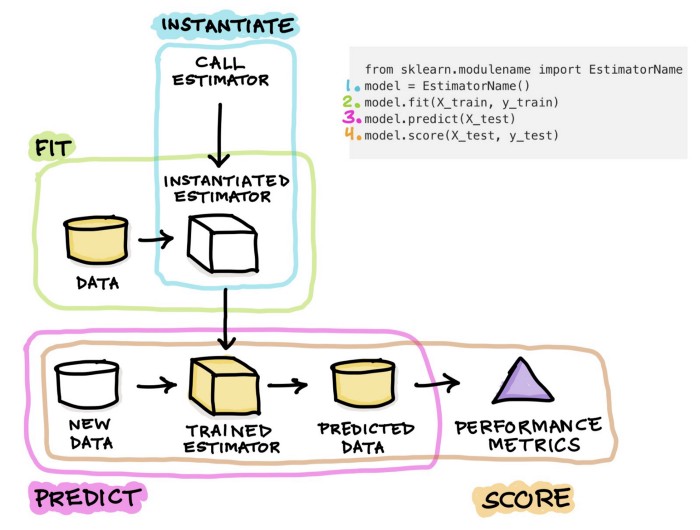 INSTANTIATE
CALL
ESTIMATOR
from sklearn.modulename import EstimatorName
1. model = EstimatorName()
2. model.fit(X_train, y_train)
3. model.predict(X_test)
4. model.score(X_test, y_test)
FIT
INSTANTIATED
ESTIMATOR
DATA
NEW
DATA
TRAINED
ESTIMATOR
PREDICTED
DATA
PERFORMANCE
METRICS
PREDICT
SCORE